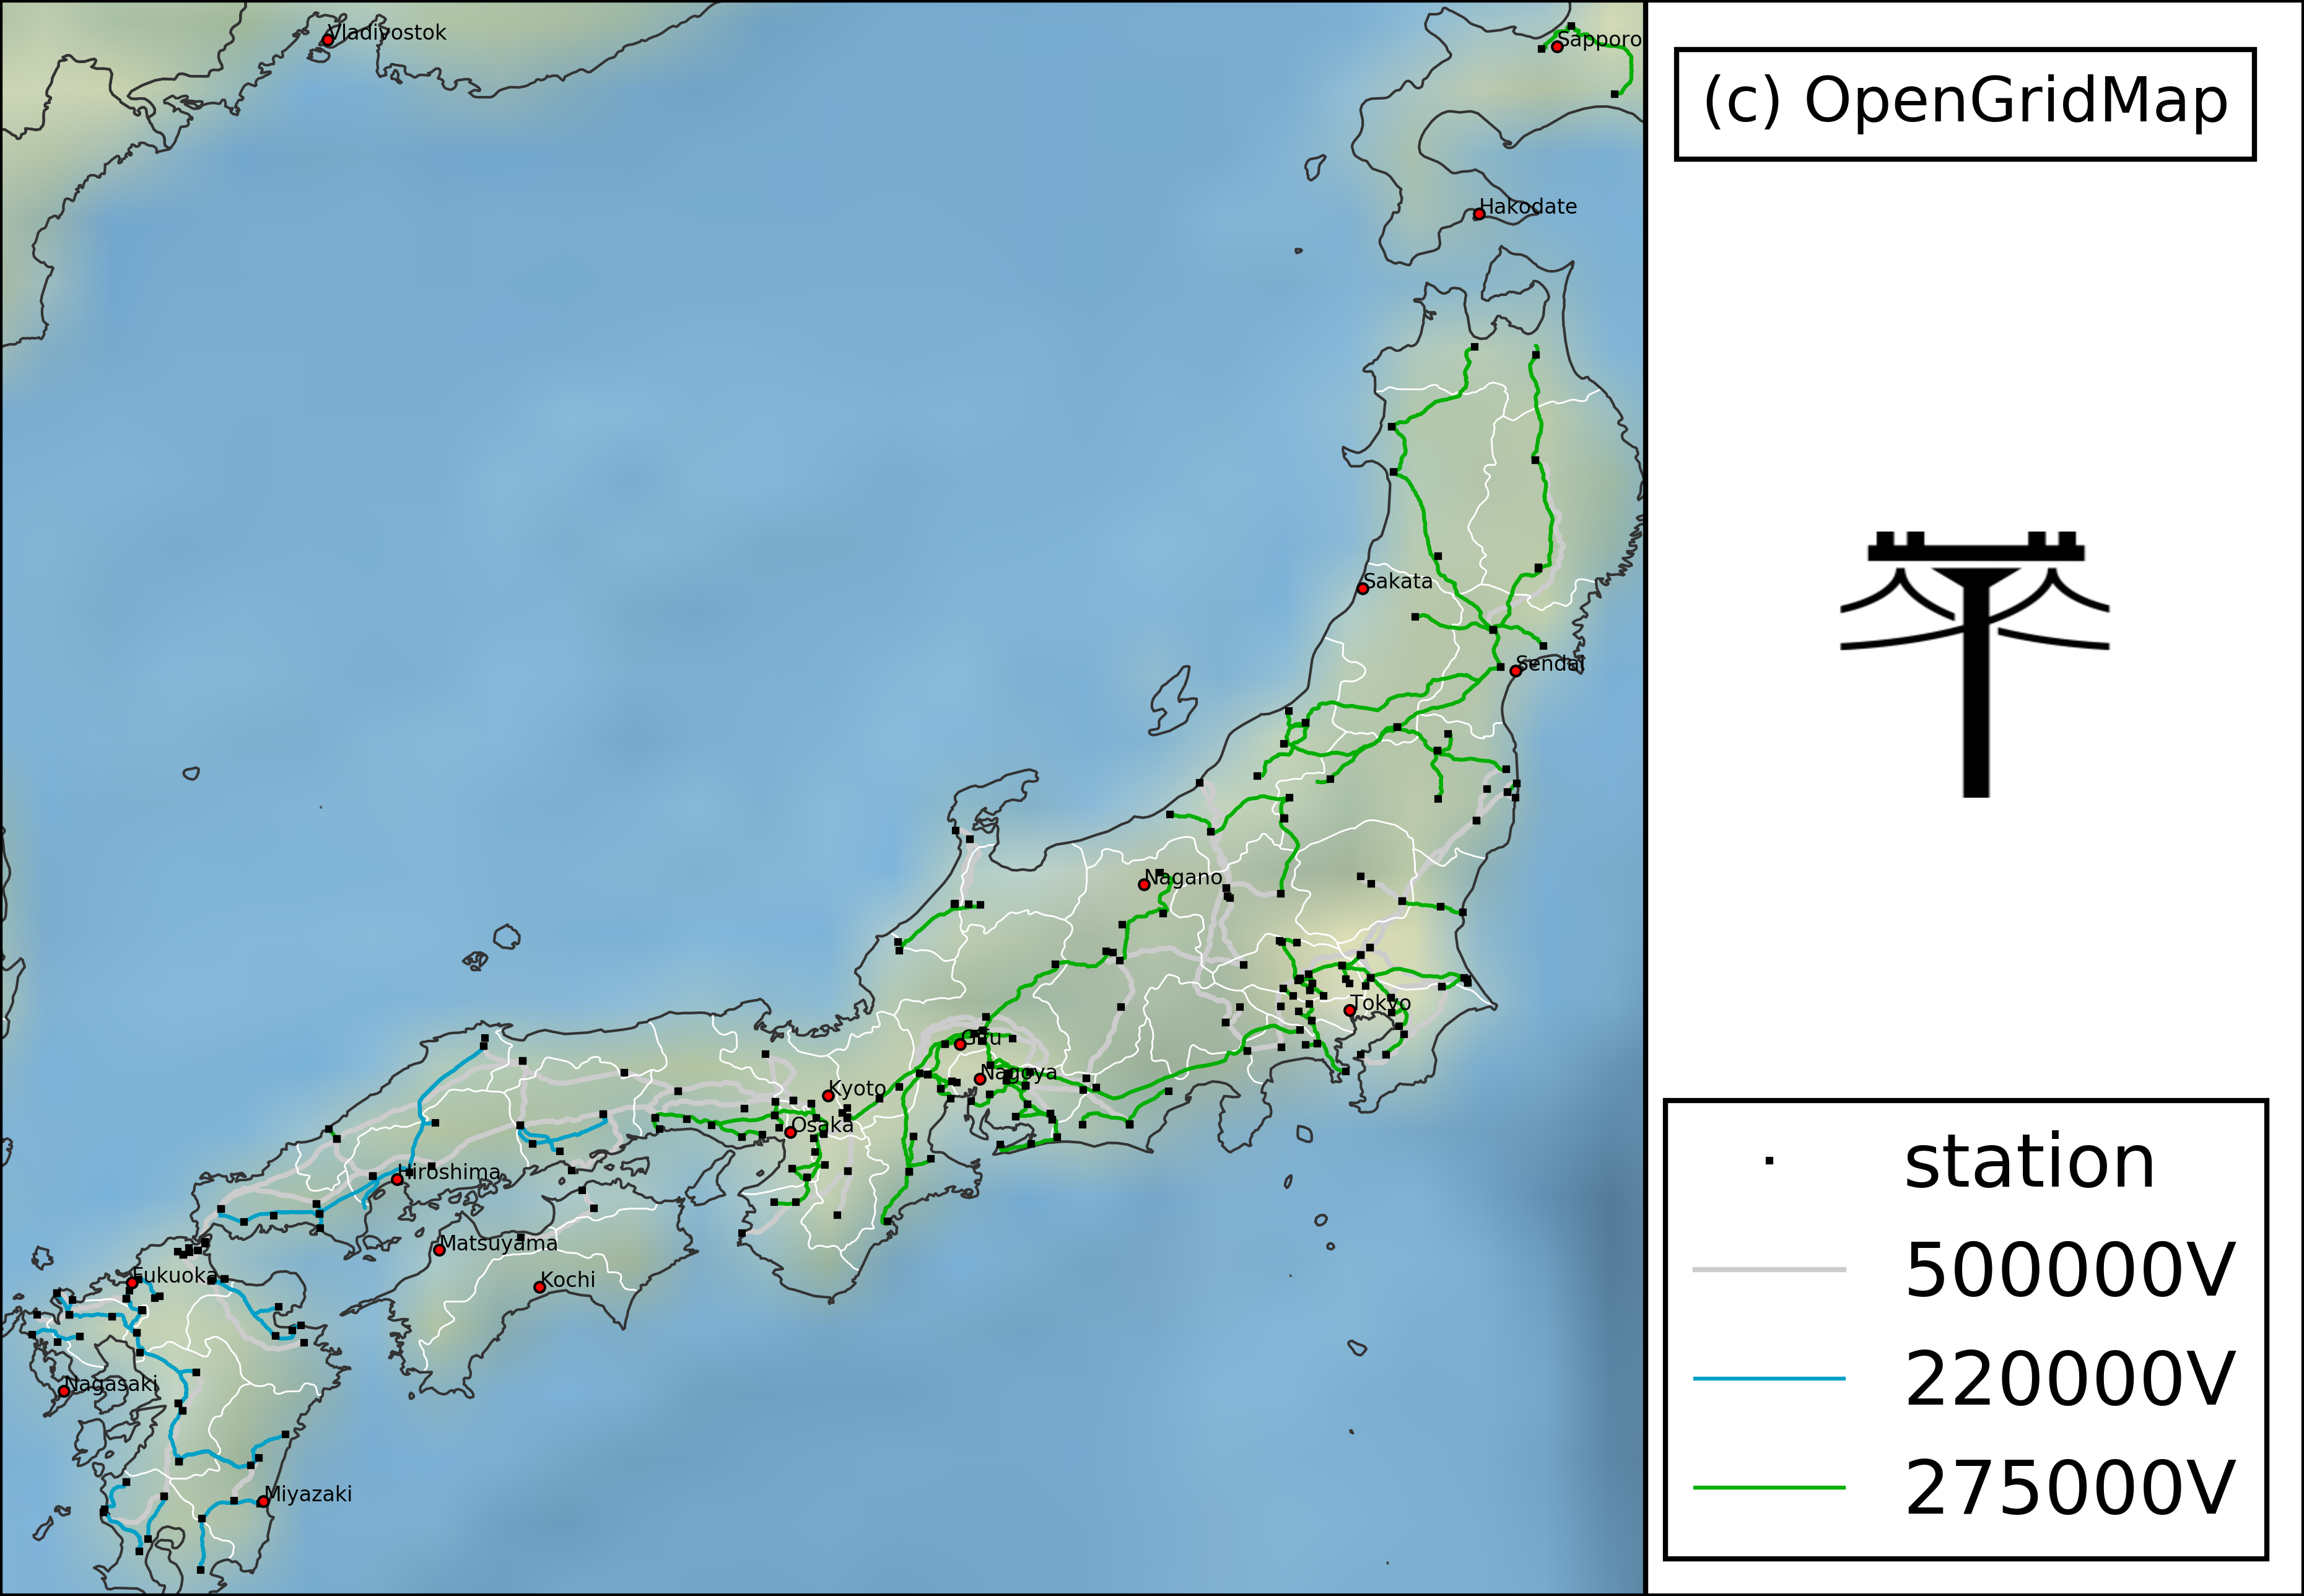 Vladivostok
Sapporo
Hakodate
Sakata
Sendai
Nagano
Tokyo
Gifu
Nagoya
Kyoto
Osaka
Hiroshima
Matsuyama
Kochi
Fukuoka
Nagasaki
Miyazaki
(c) OpenGridMap
station
500000V
220000V
275000V